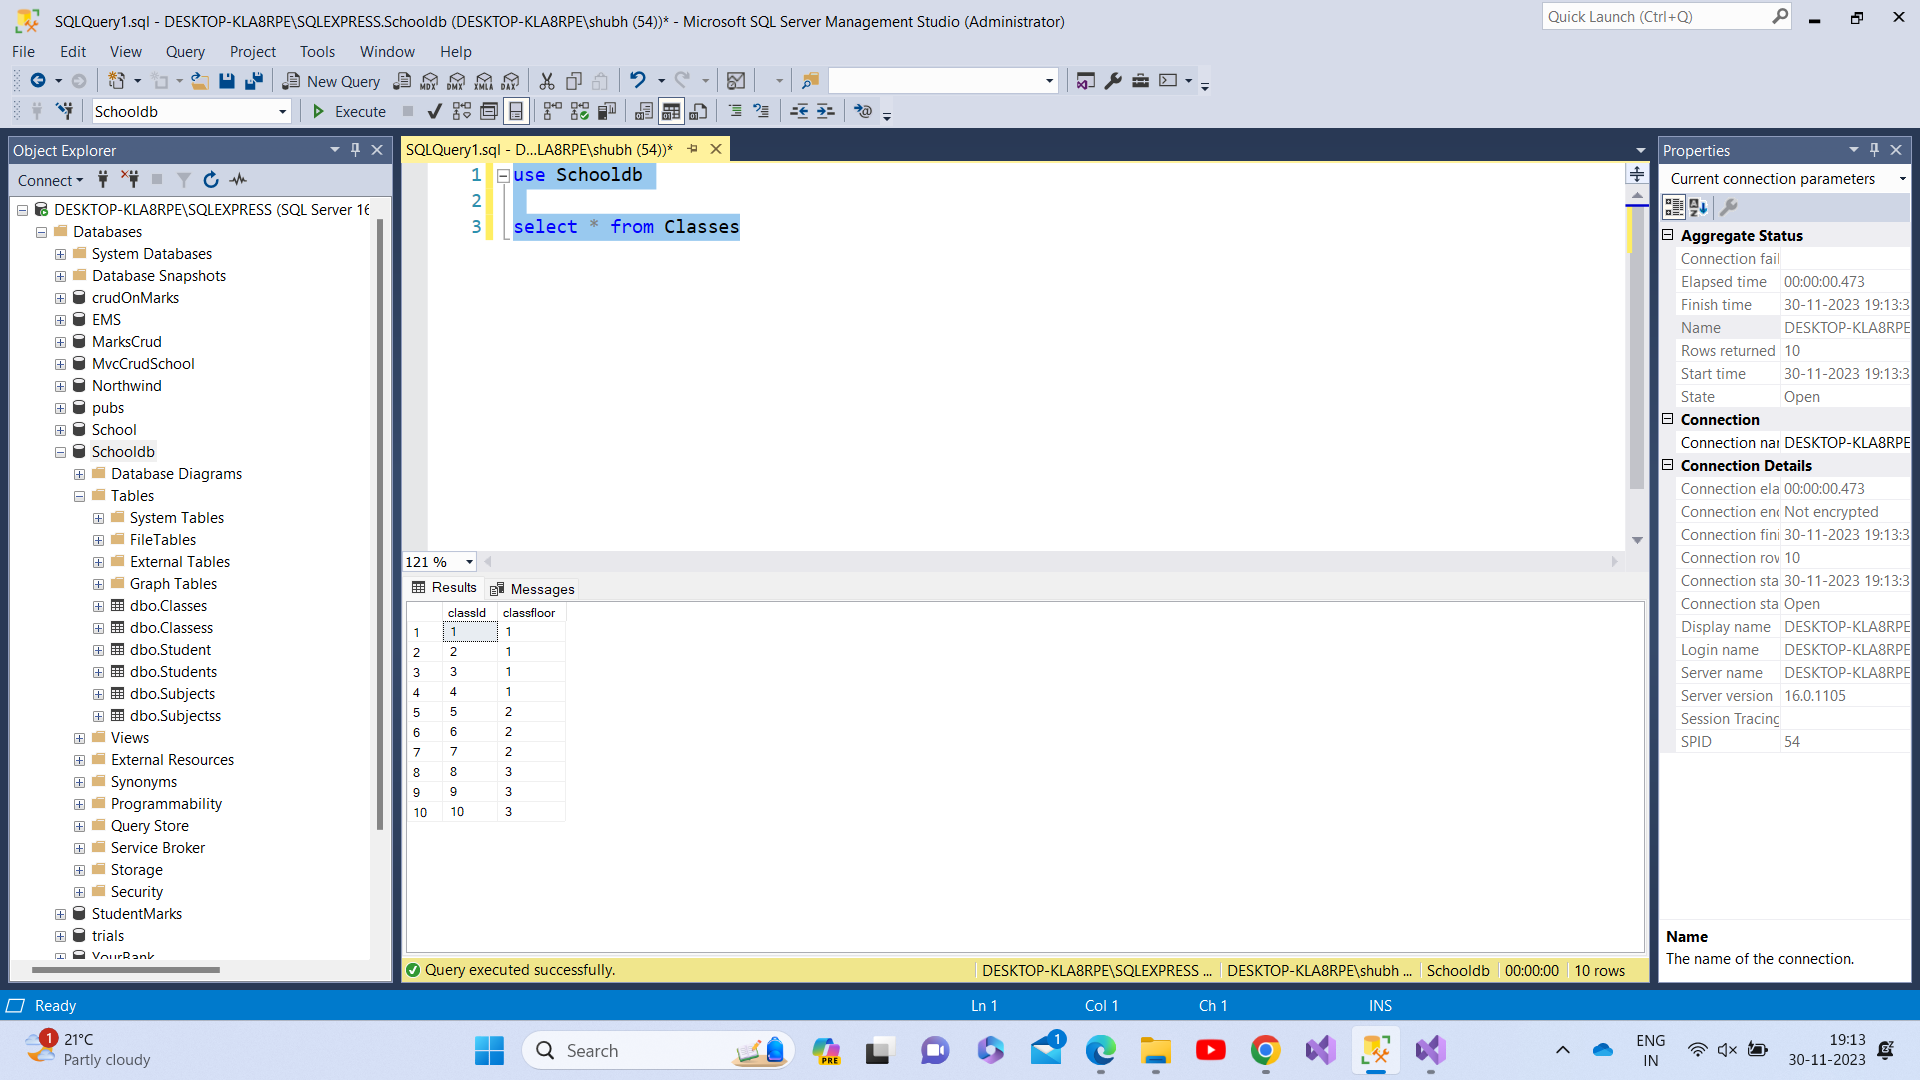 SQLQuery1.sql - DESKTOP-KLA8RPE\SQLEXPRESS.Schooldb (DESKTOP-KLA8RPE\shubh (54))* - Microsoft SQL Server Management Studio (Administrator)
Quick Launch (Ctrl+Q)
File Edit View Query Project Tools Window Help
New Query MDX DMX XMLA DAX
Schooldb Execute
Object Explorer
Connect
DESKTOP-KLA8RPE\SQLEXPRESS (SQL Server 16
Databases
System Databases
Database Snapshots
crudOnMarks
EMS
MarksCrud
MvcCrudSchool
Northwind
pubs
School
Schooldb
Database Diagrams
Tables
System Tables
FileTables
External Tables
Graph Tables
dbo.Classes
dbo.Classess
dbo.Student
dbo.Students
dbo.Subjects
dbo.Subjectss
Views
External Resources
Synonyms
Programmability
Query Store
Service Broker
Storage
Security
StudentMarks
trials
YourBank
SQLQuery1.sql - D...LA8RPE\shubh (54))*
1 use Schooldb
2
3 select * from Classes
121 %
Results Messages
classId classfloor
1 1 1
2 2 1
3 3 1
4 4 1
5 5 2
6 6 2
7 7 2
8 8 3
9 9 3
10 10 3
Query executed successfully. DESKTOP-KLA8RPE\SQLEXPRESS ... DESKTOP-KLA8RPE\shubh ... Schooldb 00:00:00 10 rows
Properties
Current connection parameters
Aggregate Status
Connection fail
Elapsed time 00:00:00.473
Finish time 30-11-2023 19:13:3
Name DESKTOP-KLA8RPE
Rows returned 10
Start time 30-11-2023 19:13:3
State Open
Connection
Connection nar DESKTOP-KLA8RPE
Connection Details
Connection ela 00:00:00.473
Connection enc Not encrypted
Connection fini 30-11-2023 19:13:3
Connection rov 10
Connection sta 30-11-2023 19:13:3
Connection sta Open
Display name DESKTOP-KLA8RPE
Login name DESKTOP-KLA8RPE
Server name DESKTOP-KLA8RPE
Server version 16.0.1105
Session Tracing
SPID 54
Name
The name of the connection.
Ready Ln 1 Col 1 Ch 1 INS
1 21°C
Partly cloudy
Search
PRE
1
ENG
IN
19:13
30-11-2023